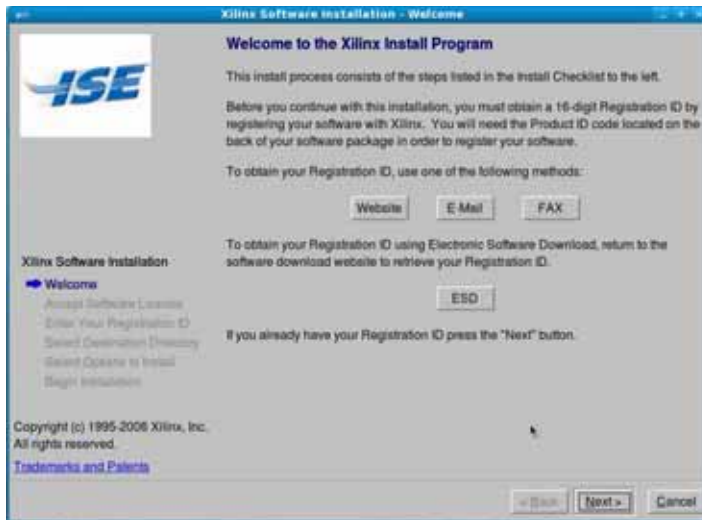 Xilinx Software Installation - Welcome
ISE
Welcome to the Xilinx Install Program
This install process consists of the steps listed in the Install Checklist to the left.
Before you continue with this installation, you must obtain a 16-digit Registration ID by
registering your software with Xilinx. You will need the Product ID code located on the
back of your software package in order to register your software.
To obtain your Registration ID, use one of the following methods:
Website
E-Mail
FAX
To obtain your Registration ID using Electronic Software Download, return to the
software download website to retrieve your Registration ID.
ESD
If you already have your Registration ID press the "Next" button.
Xilinx Software Installation
Welcome
Accept Software License
Enter Your Registration ID
Select Destination Directory
Select Options to Install
Begin Installation
Copyright (c) 1995-2006 Xilinx, Inc.
All rights reserved.
Trademarks and Patents
< Back
Next >
Cancel